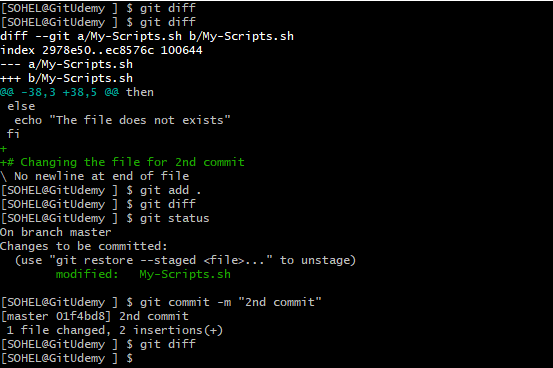 [SOHEL@GitUdemy ] $ git diff
[SOHEL@GitUdemy ] $ git diff
diff --git a/My-Scripts.sh b/My-Scripts.sh
index 2978e50..ec8576c 100644
--- a/My-Scripts.sh
+++ b/My-Scripts.sh
@@ -38,3 +38,5 @@ then
 else
  echo "The file does not exists"
 fi
+
+# Changing the file for 2nd commit
\ No newline at end of file
[SOHEL@GitUdemy ] $ git add .
[SOHEL@GitUdemy ] $ git diff
[SOHEL@GitUdemy ] $ git status
On branch master
Changes to be committed:
  (use "git restore --staged <file>..." to unstage)
        modified:   My-Scripts.sh

[SOHEL@GitUdemy ] $ git commit -m "2nd commit"
[master 01f4bd8] 2nd commit
 1 file changed, 2 insertions(+)
[SOHEL@GitUdemy ] $ git diff
[SOHEL@GitUdemy ] $